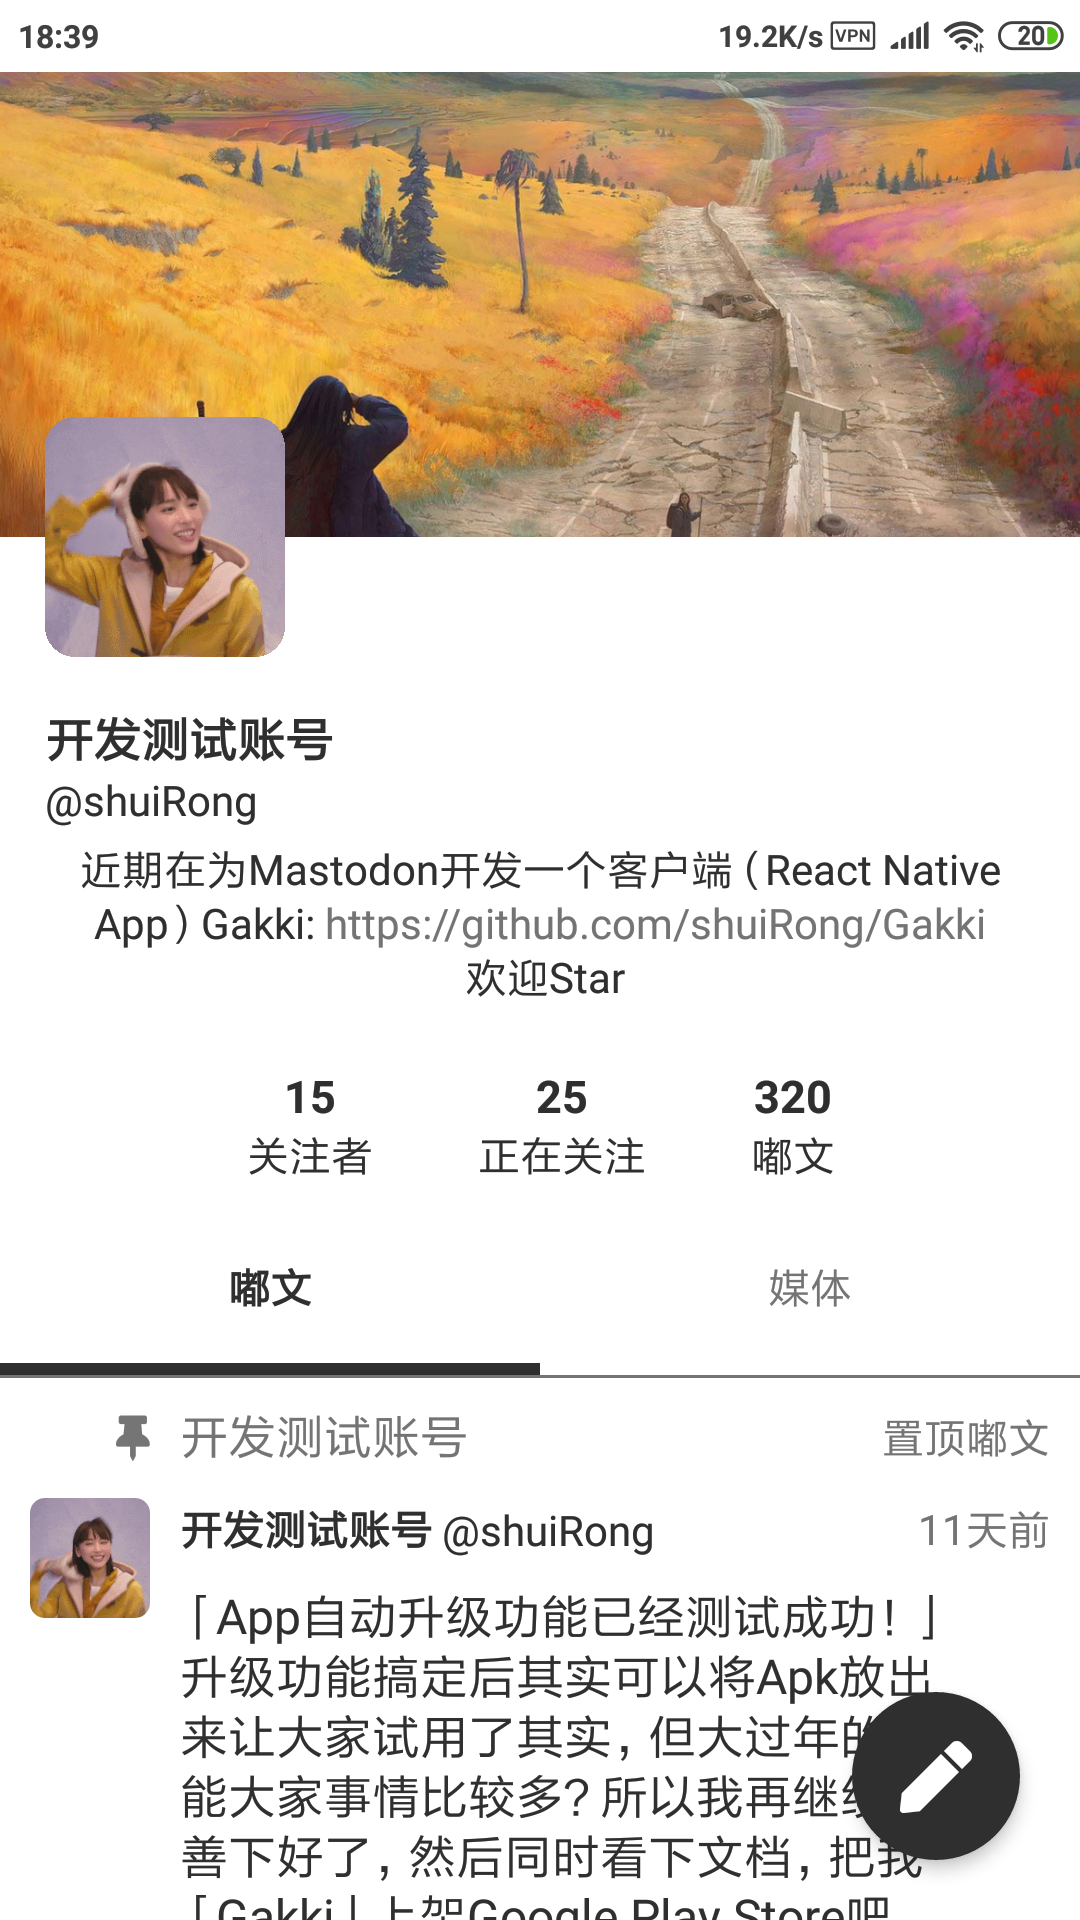 18:39
19.2K/s VPN 20
开发测试账号
@shuiRong
近期在为Mastodon开发一个客户端（React Native
App）Gakki: https://github.com/shuiRong/Gakki
欢迎Star
15 25 320
关注者 正在关注 嘟文
嘟文 媒体
开发测试账号 置顶嘟文
开发测试账号 @shuiRong 11天前
「App自动升级功能已经测试成功！」
升级功能搞定后其实可以将Apk放出
来让大家试用了其实，但大过年的
能大家事情比较多？所以我再继续
善下好了，然后同时看下文档，把我
「Gakki」上架Google Play Store吧